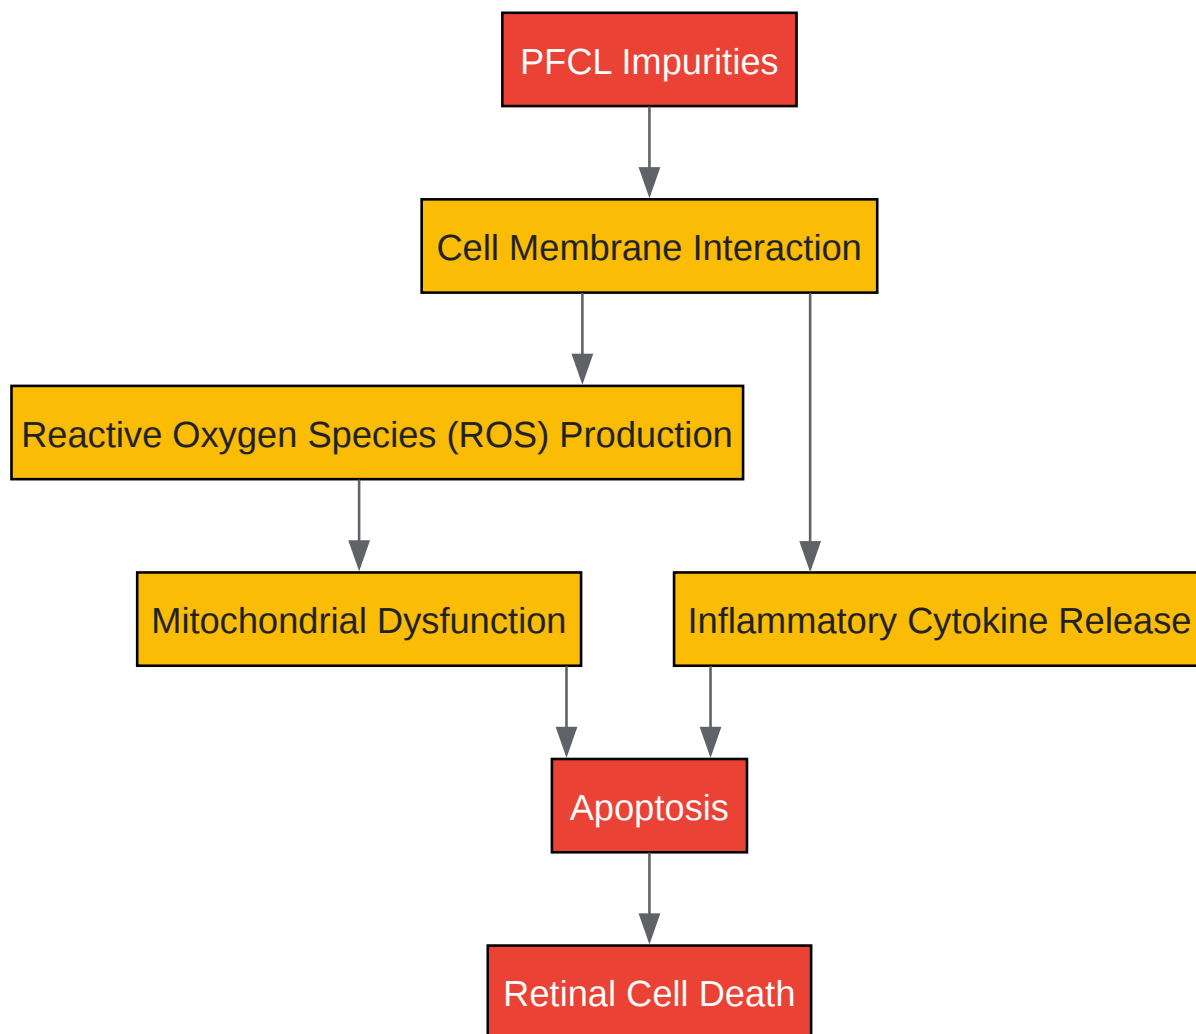 PFCL Impurities
Cell Membrane Interaction
Reactive Oxygen Species (ROS) Production
Mitochondrial Dysfunction
Inflammatory Cytokine Release
Apoptosis
Retinal Cell Death